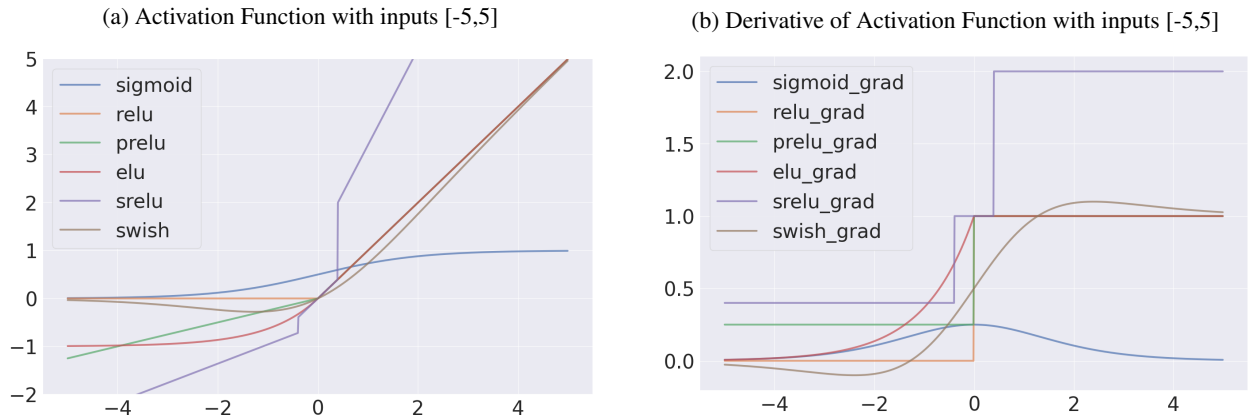 (a) Activation Function with inputs [-5,5]
5
4
3
2
1
0
−1
−2
−4
−2
0
2
4
sigmoid
relu
prelu
elu
srelu
swish
(b) Derivative of Activation Function with inputs [-5,5]
2.0
1.5
1.0
0.5
0.0
−4
−2
0
2
4
sigmoid_grad
relu_grad
prelu_grad
elu_grad
srelu_grad
swish_grad